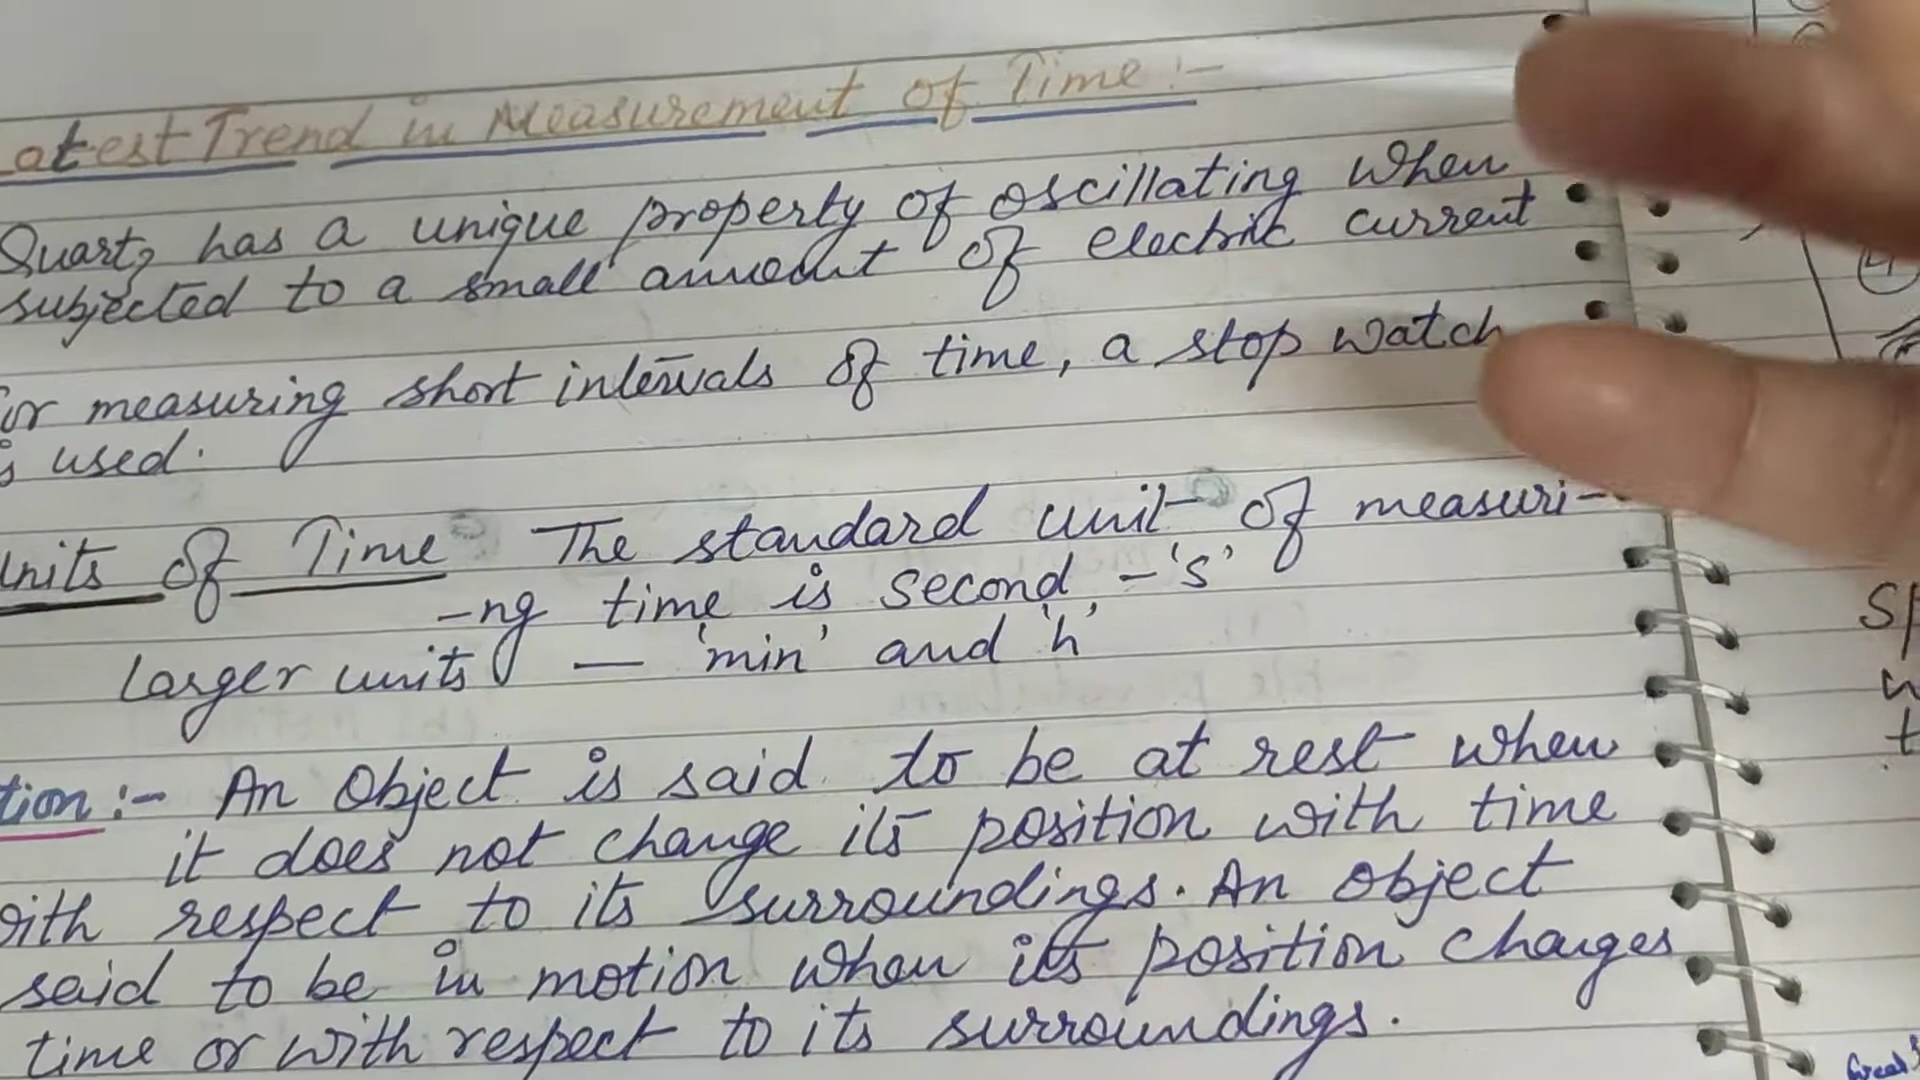 atest Trend in Measurement of Time :-
Quartz has a unique property of oscillating when
subjected to a small amount of electric current
for measuring short intervals of time, a stop watch
is used.
Units of Time The standard unit of measuri-
-ng time is second - 's'
Larger units — 'min' and 'h'
tion :- An Object is said to be at rest when
it does not change its position with time
with respect to its surroundings. An object
said to be in motion when its position changes
time or with respect to its surroundings.